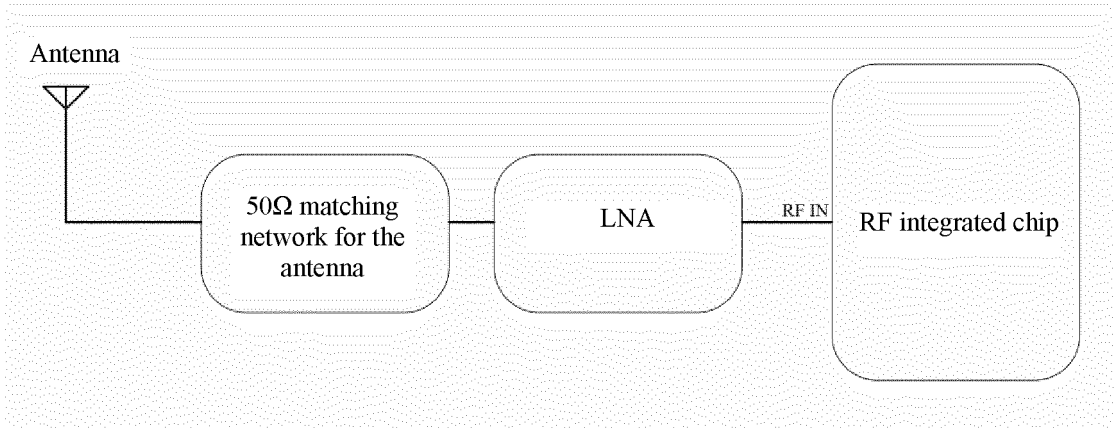 Antenna
50Ω matching
network for the
antenna
LNA
RF IN
RF integrated chip